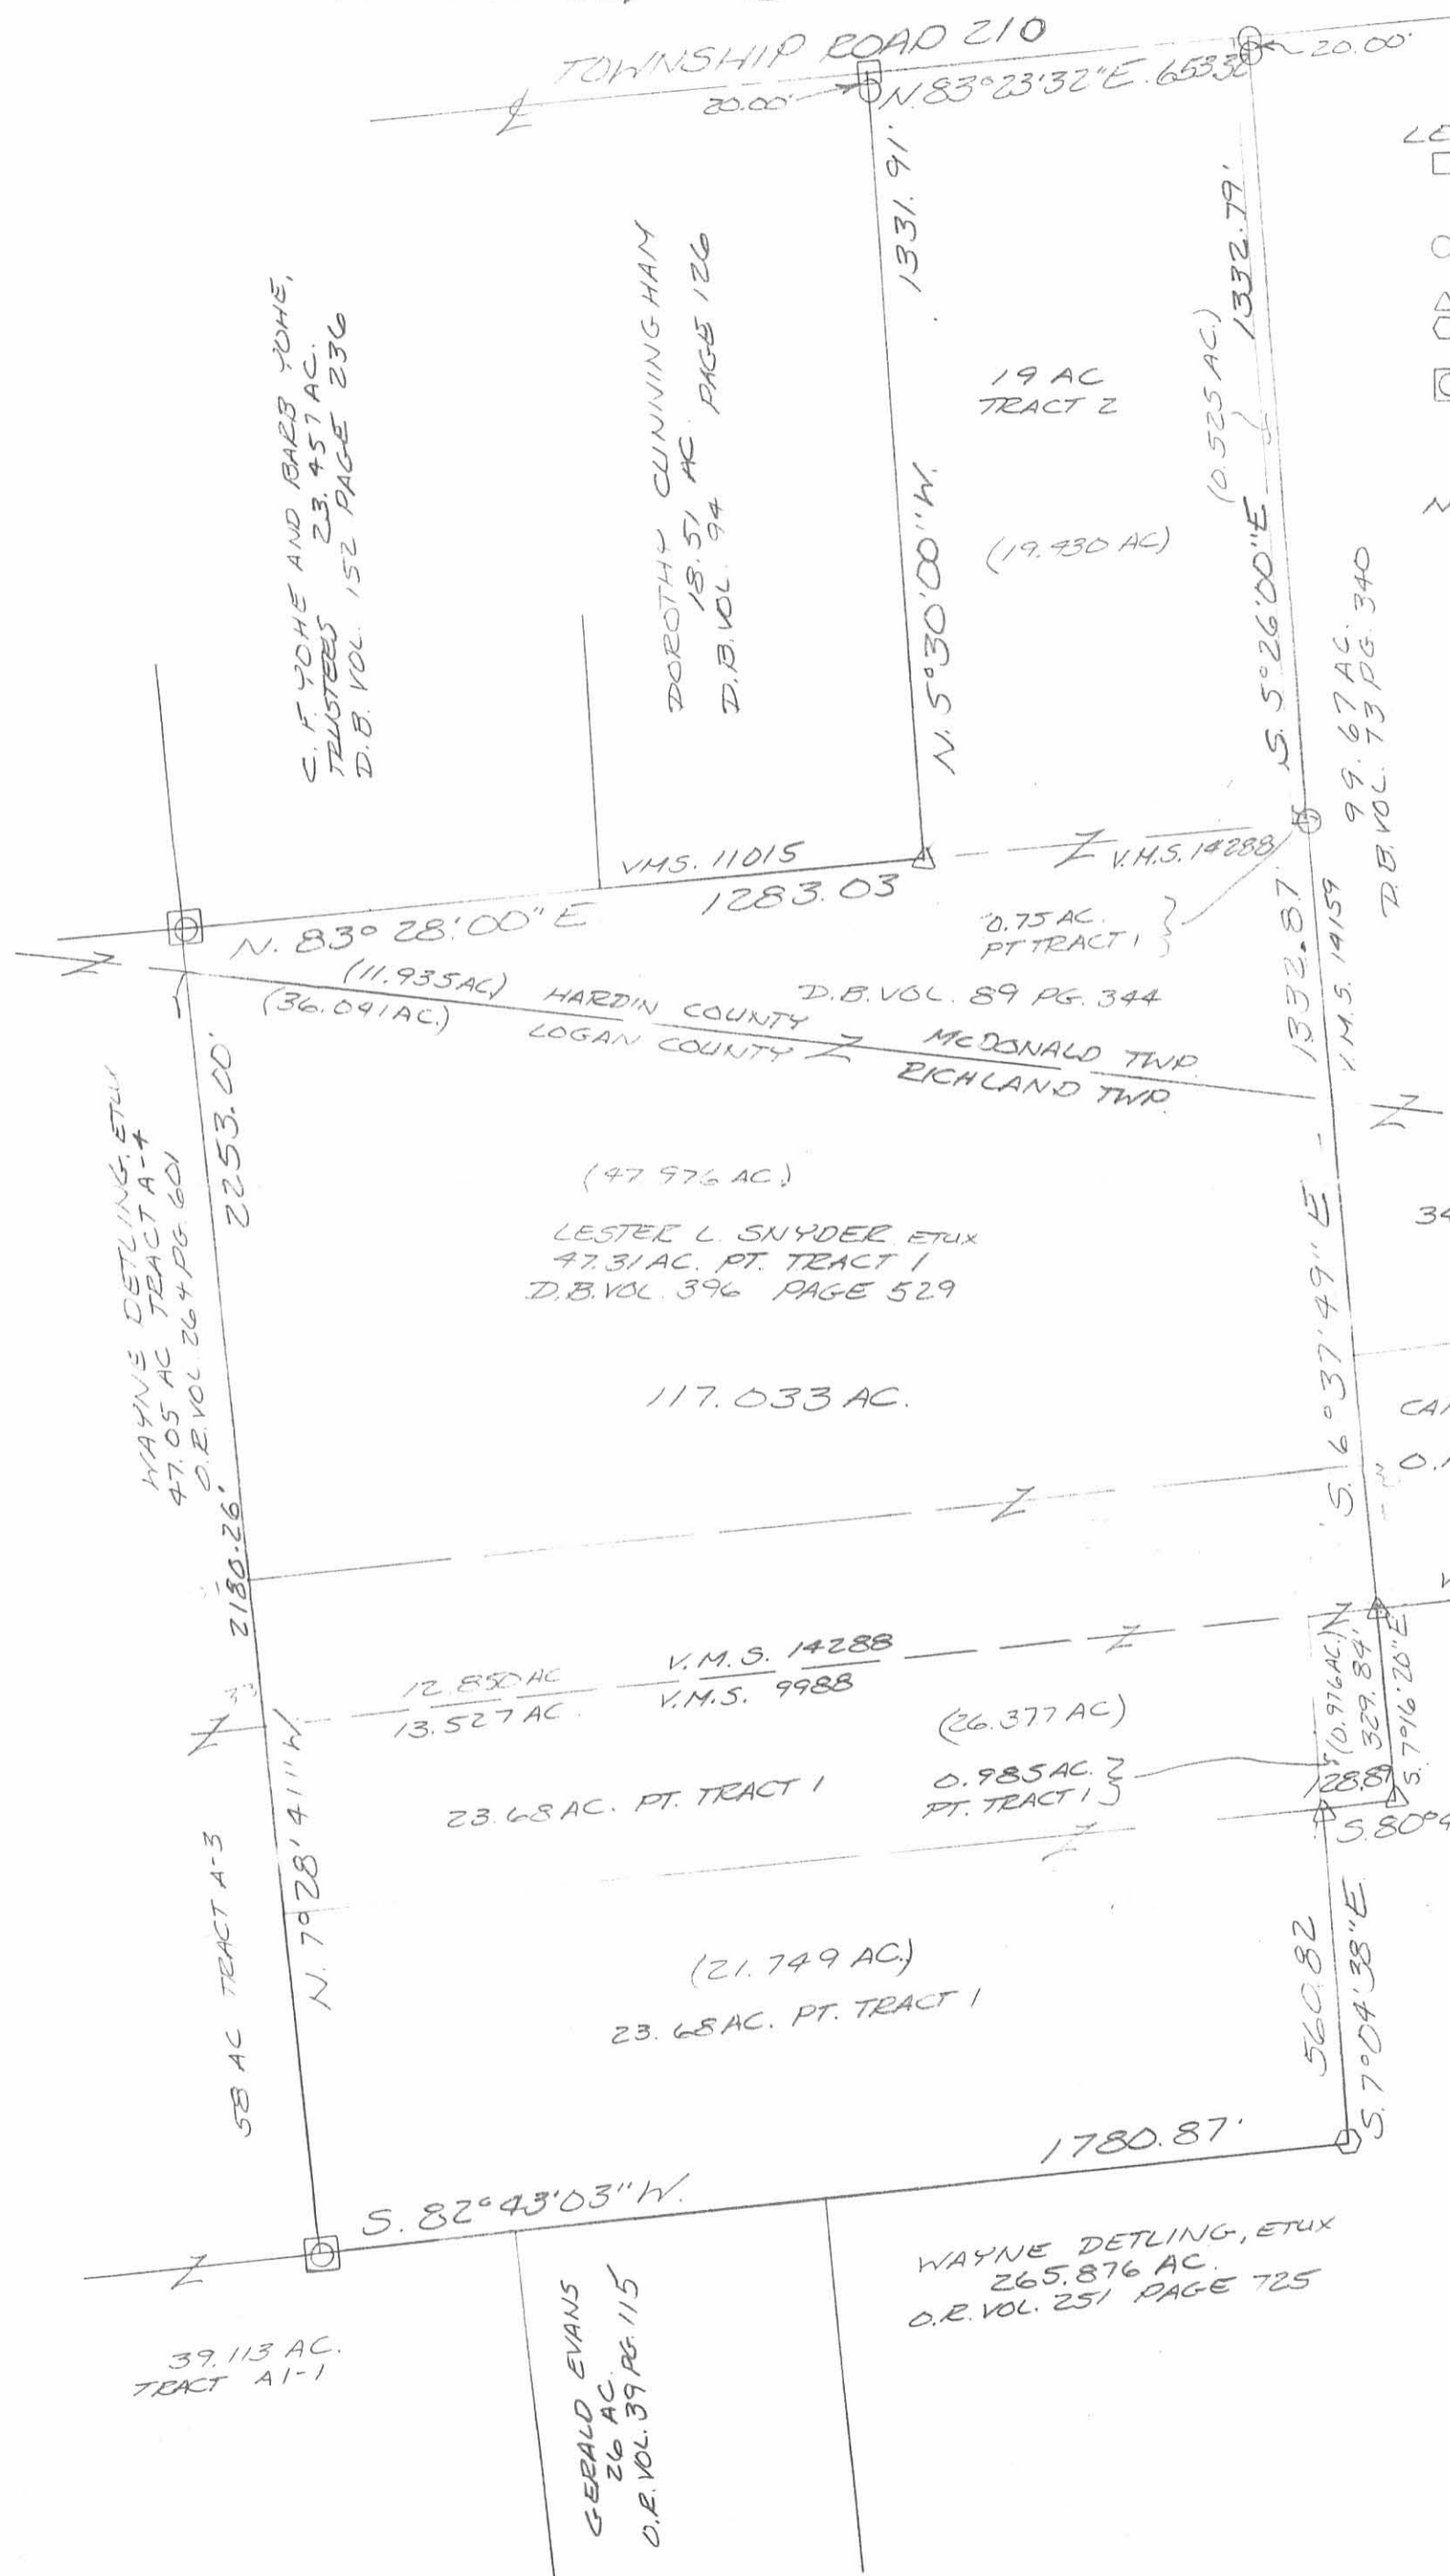 TOWNSHIP ROAD 210
20.00'
N. 83° 23' 32" E. 653.38
20.00'
LE
1331.91'
N. 5° 30' 00" W.
19 AC
TRACT 2
(19.930 AC)
(0.525 AC.)
S. 5° 26' 00" E 1332.79'
C. F. YOHE AND BARB YOHE,
TRUSTEES 23.457 AC.
D.B. VOL. 152 PAGE 236
DOROTHY CUNNINGHAM
18.51 AC.
D.B. VOL. 94 PAGE 126
99.67 AC.
D.B. VOL. 73 PG. 340
VMS. 11015
V.M.S. 14288
N. 83° 28' 00" E 1283.03
0.75 AC.
PT TRACT 1
D.B. VOL. 89 PG. 344
1332.87'
V.M.S. 14159
(11.935 AC.) HARDIN COUNTY McDONALD TWP.
(36.041 AC.) LOGAN COUNTY RICHLAND TWP.
2253.00'
WAYNE DETLING, ETUX
47.05 AC TRACT A-4
O.R. VOL. 264 PG. 601
(47.976 AC.)
LESTER L. SNYDER ETUX
47.31 AC. PT. TRACT 1
D.B. VOL. 396 PAGE 529
117.033 AC.
S. 6° 37' 49" E
34
CA
0.
2180.26'
12.850 AC V.M.S. 14288
13.527 AC. V.M.S. 9988
(26.377 AC)
(0.976 AC.)
329.84'
S. 7° 16' 20" E
23.68 AC. PT. TRACT 1
0.985 AC.
PT. TRACT 1
128.87
S. 80° 4
N. 7° 28' 41" W
58 AC TRACT A-3
(21.749 AC.)
23.68 AC. PT. TRACT 1
560.82
S. 7° 04' 38" E
1780.87'
S. 82° 43' 03" W.
39.113 AC.
TRACT A1-1
GERALD EVANS
26 AC.
O.R. VOL. 39 PG. 115
WAYNE DETLING, ETUX
265.876 AC.
O.R. VOL. 251 PAGE 725